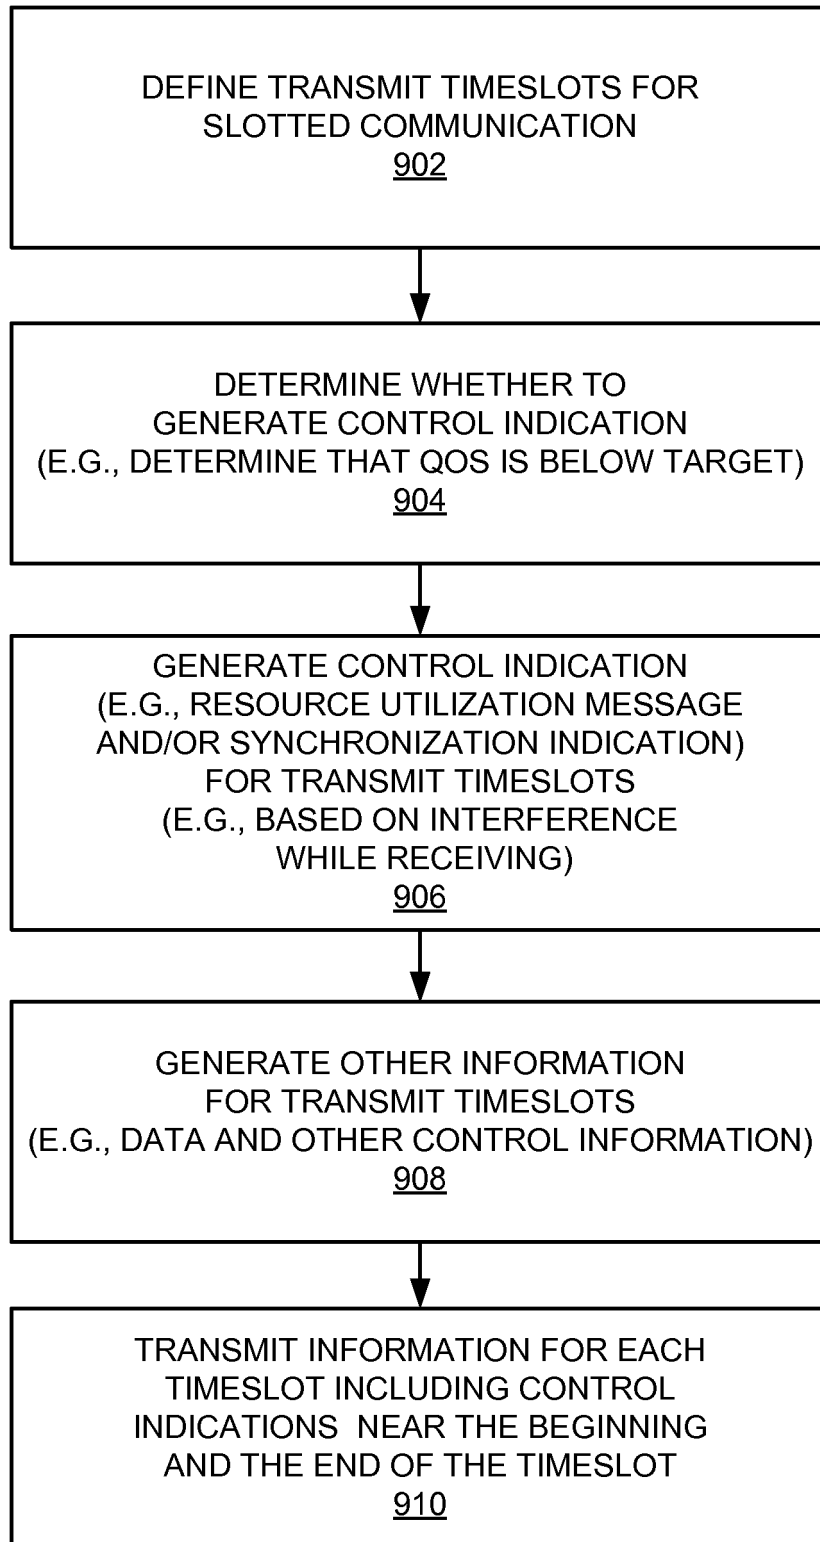 DEFINE TRANSMIT TIMESLOTS FOR
SLOTTED COMMUNICATION
902
DETERMINE WHETHER TO
GENERATE CONTROL INDICATION
(E.G., DETERMINE THAT QOS IS BELOW TARGET)
904
GENERATE CONTROL INDICATION
(E.G., RESOURCE UTILIZATION MESSAGE
AND/OR SYNCHRONIZATION INDICATION)
FOR TRANSMIT TIMESLOTS
(E.G., BASED ON INTERFERENCE
WHILE RECEIVING)
906
GENERATE OTHER INFORMATION
FOR TRANSMIT TIMESLOTS
(E.G., DATA AND OTHER CONTROL INFORMATION)
908
TRANSMIT INFORMATION FOR EACH
TIMESLOT INCLUDING CONTROL
INDICATIONS NEAR THE BEGINNING
AND THE END OF THE TIMESLOT
910